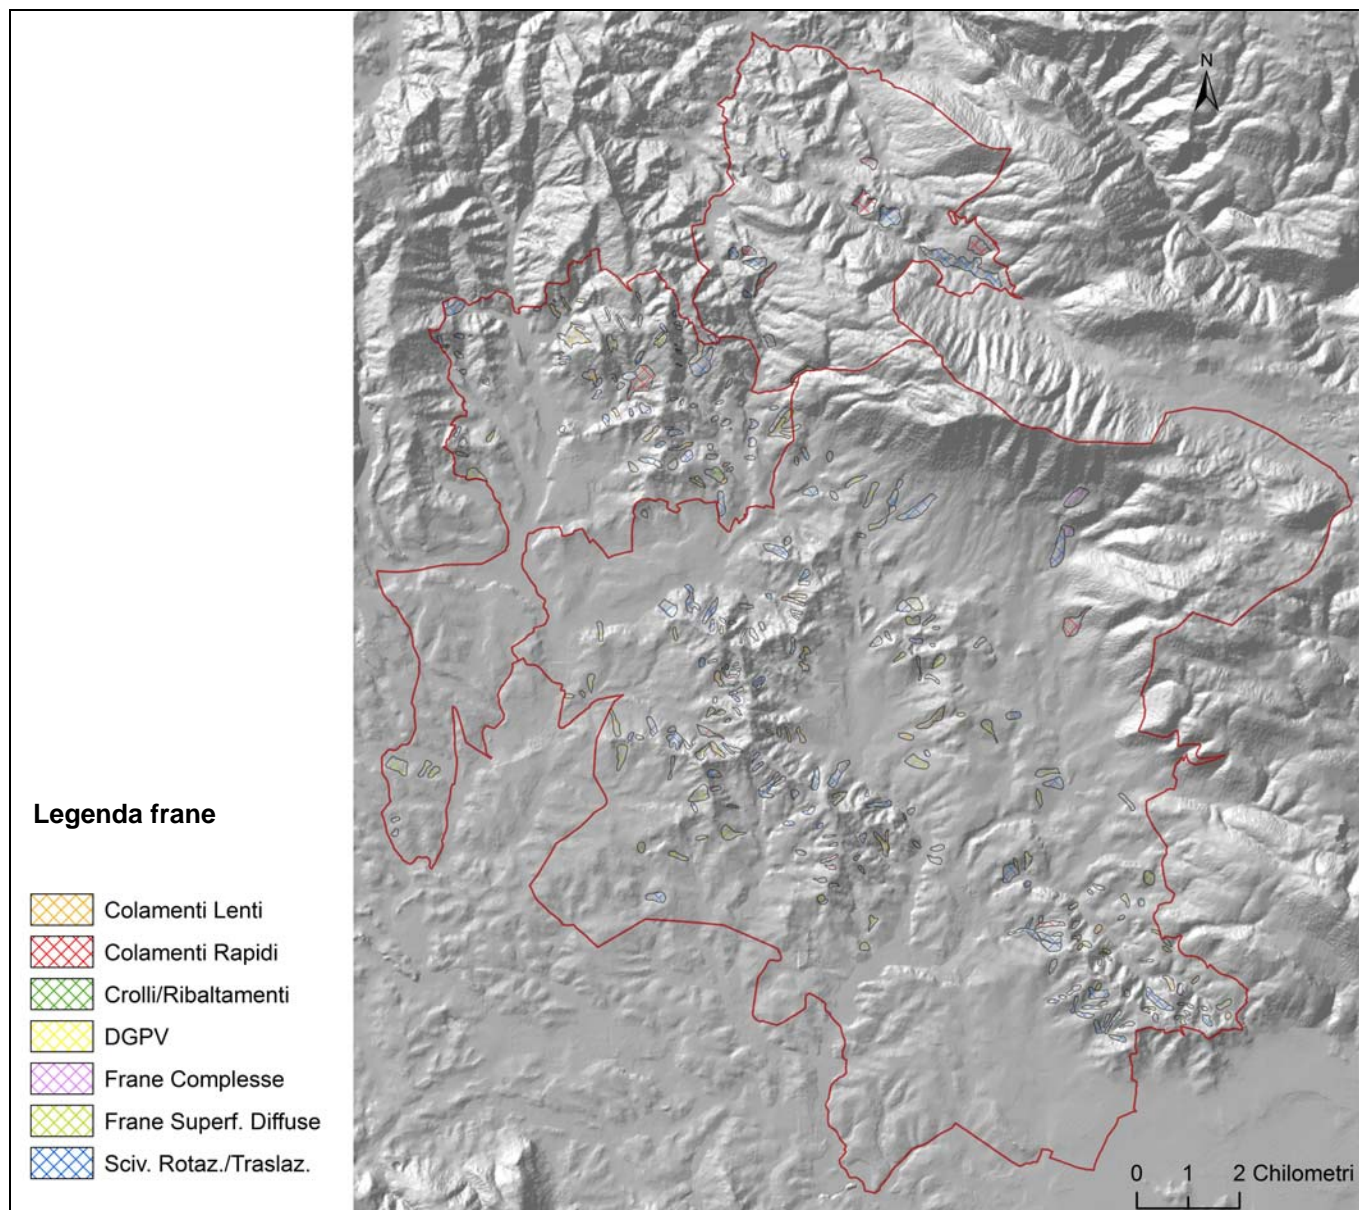 N
Legenda frane
Colamenti Lenti
Colamenti Rapidi
Crolli/Ribaltamenti
DGPV
Frane Complesse
Frane Superf. Diffuse
Sciv. Rotaz./Traslaz.
0 1 2 Chilometri